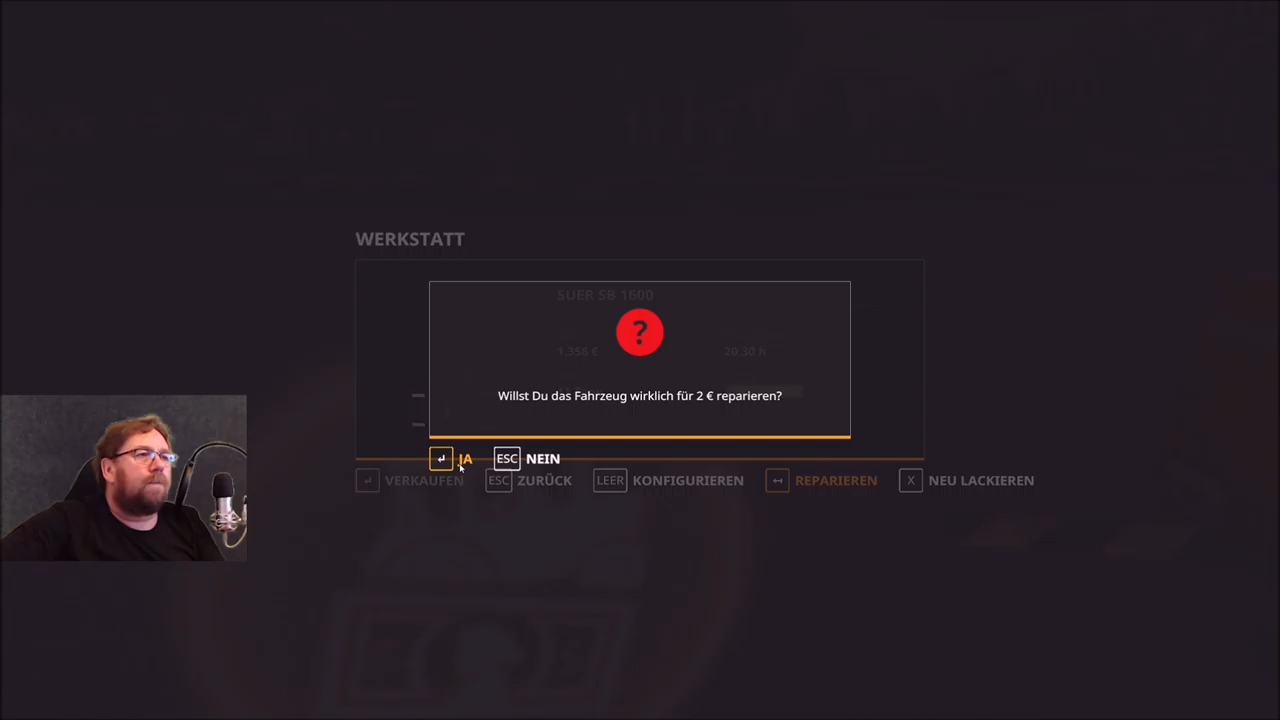 WERKSTATT
SUER SB 1600
?
1.358 € 20.30 h
Willst Du das Fahrzeug wirklich für 2 € reparieren?
↵ JA ESC NEIN
↵ VERKAUFEN ESC ZURÜCK LEER KONFIGURIEREN ↤ REPARIEREN X NEU LACKIEREN